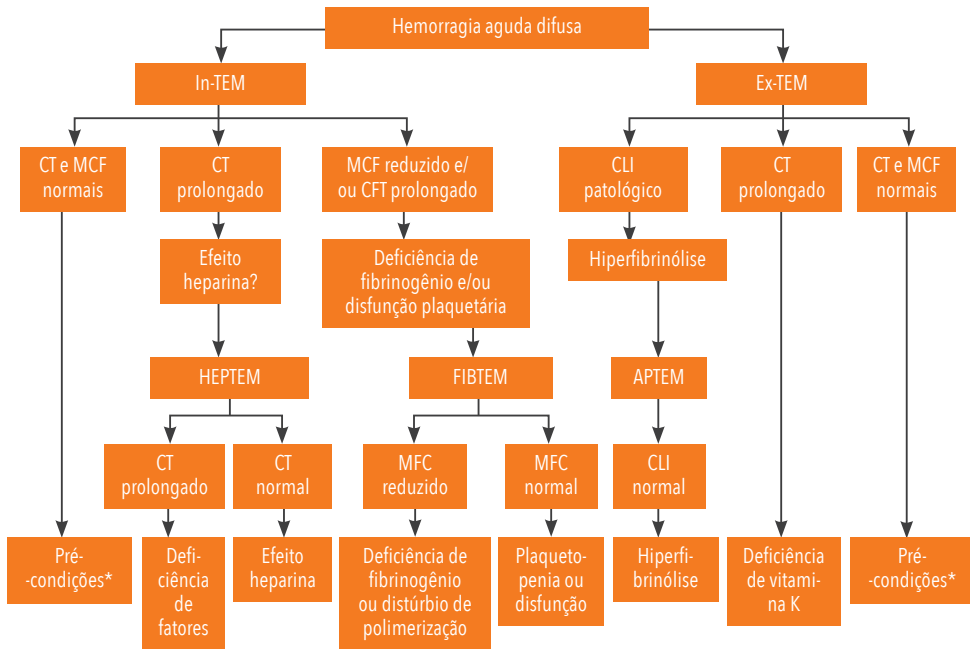 Hemorragia aguda difusa
In-TEM
Ex-TEM
CT e MCF
normais
CT
prolongado
MCF reduzido e/
ou CFT prolongado
CLI
patológico
CT
prolongado
CT e MCF
normais
Efeito
heparina?
Deficiência de
fibrinogênio e/ou
disfunção plaquetária
Hiperfibrinólise
HEPTEM
FIBTEM
APTEM
CT
prolongado
CT
normal
MFC
reduzido
MFC
normal
CLI
normal
Pré-
-condições*
Defi-
ciência
de
fatores
Efeito
heparina
Deficiência de
fibrinogênio
ou distúrbio de
polimerização
Plaqueto-
penia ou
disfunção
Hiperfi-
brinólise
Deficiência
de vitami-
na K
Pré-
-condições*